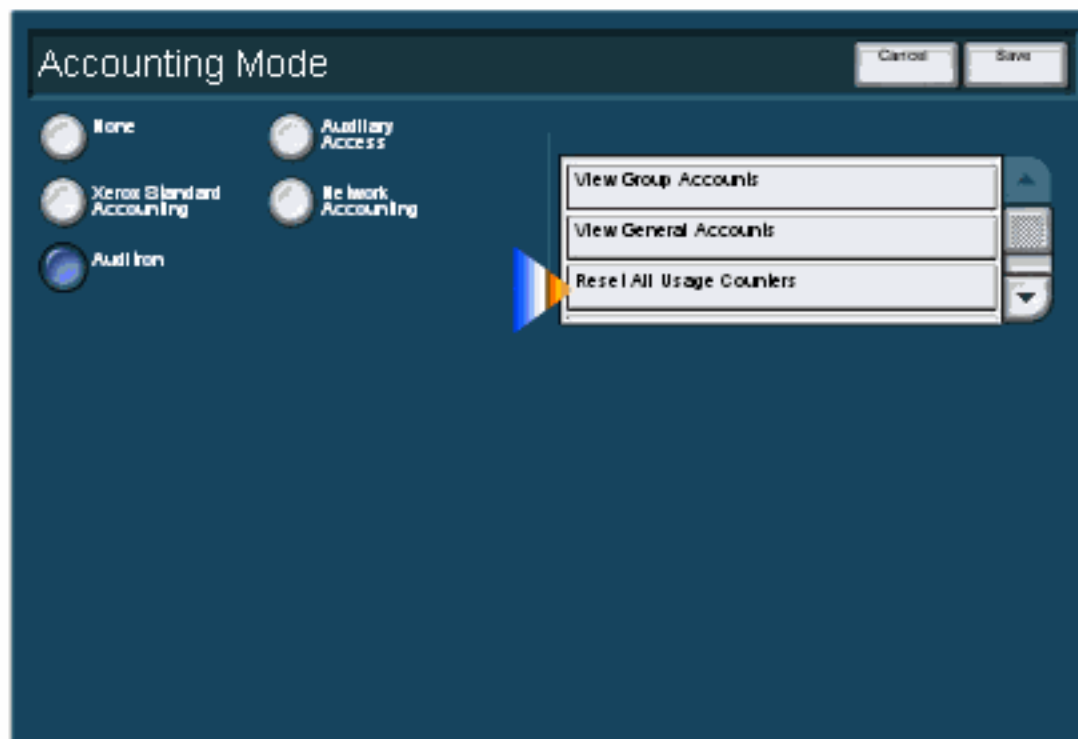 Accounting Mode
Cancel
Save
None
Auxiliary
Access
Xerox Standard
Accounting
Network
Accounting
Auditron
View Group Accounts
View General Accounts
Reset All Usage Counters